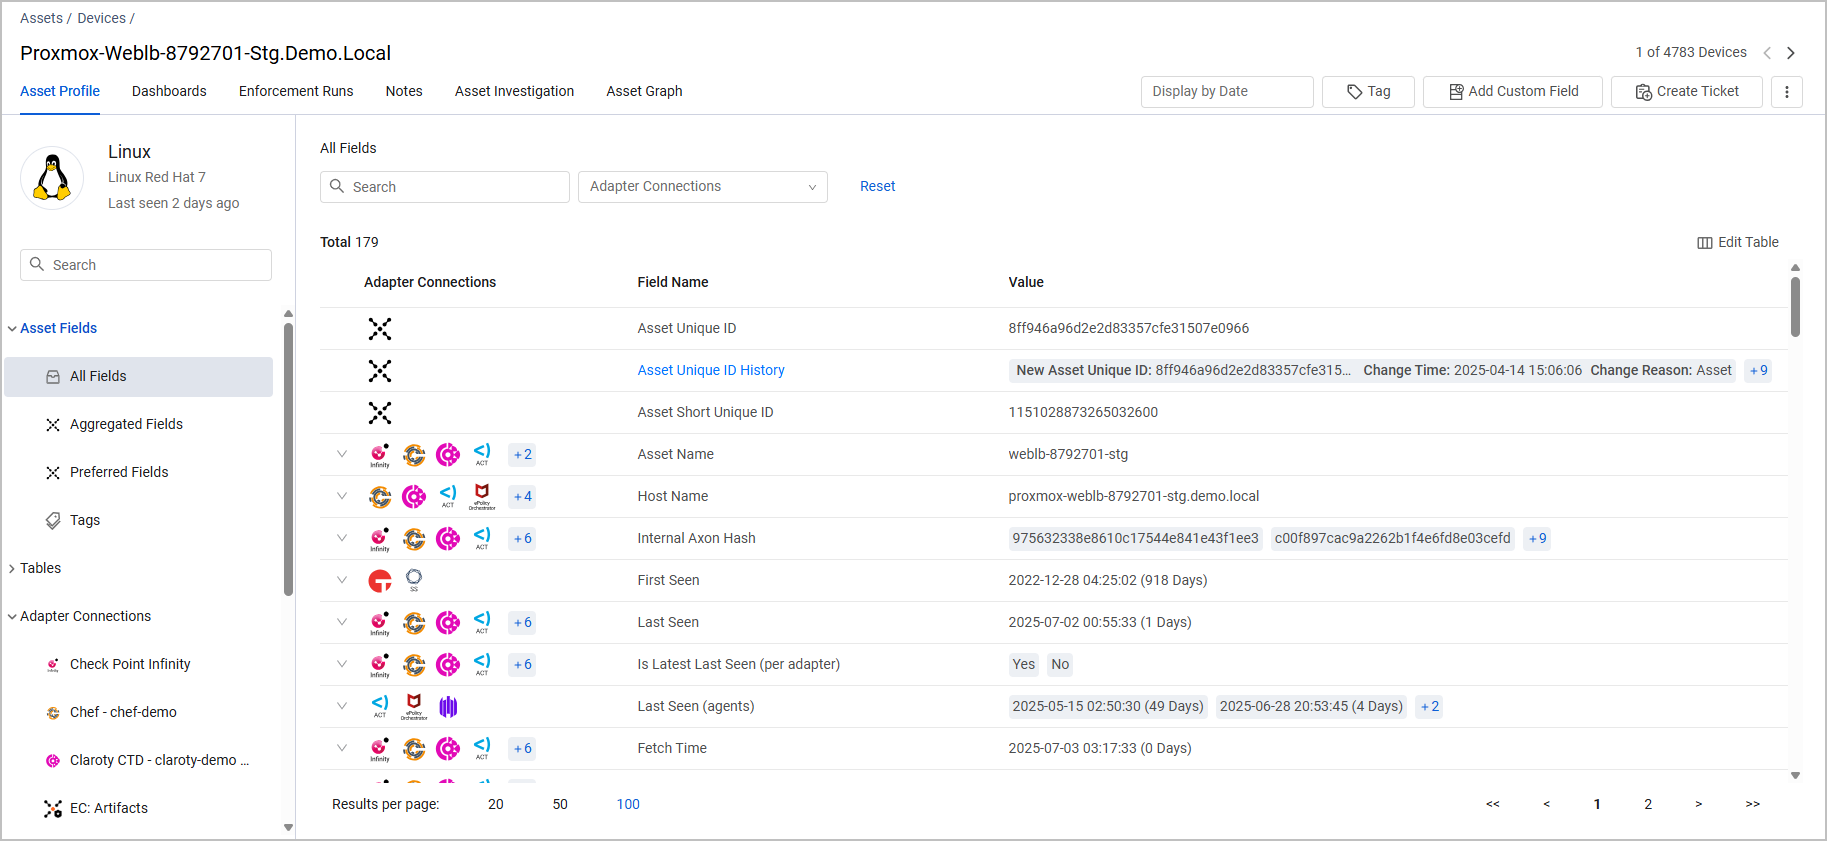 Assets / Devices /
Proxmox-Weblb-8792701-Stg.Demo.Local
1 of 4783 Devices
Asset Profile Dashboards Enforcement Runs Notes Asset Investigation Asset Graph
Display by Date Tag Add Custom Field Create Ticket
Linux
Linux Red Hat 7
Last seen 2 days ago
Search
Asset Fields
All Fields
Aggregated Fields
Preferred Fields
Tags
Tables
Adapter Connections
Check Point Infinity
Chef - chef-demo
Claroty CTD - claroty-demo ...
EC: Artifacts
All Fields
Search Adapter Connections Reset
Total 179 Edit Table
Adapter Connections Field Name Value
Asset Unique ID 8ff946a96d2e2d83357cfe31507e0966
Asset Unique ID History New Asset Unique ID: 8ff946a96d2e2d83357cfe315... Change Time: 2025-04-14 15:06:06 Change Reason: Asset +9
Asset Short Unique ID 1151028873265032600
Infinity ACT +2 Asset Name weblb-8792701-stg
ACT ePolicy Orchestrator +4 Host Name proxmox-weblb-8792701-stg.demo.local
Infinity ACT +6 Internal Axon Hash 975632338e8610c17544e841e43f1ee3 c00f897cac9a2262b1f4e6fd8e03cefd +9
SS First Seen 2022-12-28 04:25:02 (918 Days)
Infinity ACT +6 Last Seen 2025-07-02 00:55:33 (1 Days)
Infinity ACT +6 Is Latest Last Seen (per adapter) Yes No
ACT ePolicy Orchestrator Last Seen (agents) 2025-05-15 02:50:30 (49 Days) 2025-06-28 20:53:45 (4 Days) +2
Infinity ACT +6 Fetch Time 2025-07-03 03:17:33 (0 Days)
Results per page: 20 50 100 << < 1 2 > >>